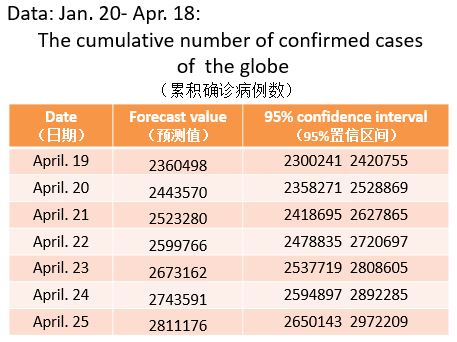 Data: Jan. 20- Apr. 18:
The cumulative number of confirmed cases
of the globe
（累积确诊病例数）
Date Forecast value 95% confidence interval
（日期） （预测值） （95%置信区间）
April. 19 2360498 2300241 2420755
April. 20 2443570 2358271 2528869
April. 21 2523280 2418695 2627865
April. 22 2599766 2478835 2720697
April. 23 2673162 2537719 2808605
April. 24 2743591 2594897 2892285
April. 25 2811176 2650143 2972209